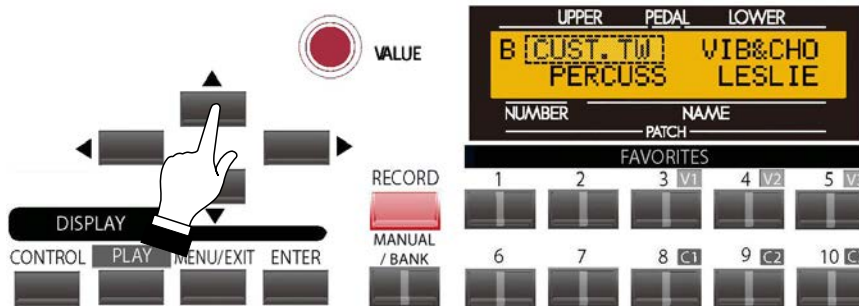 UPPER PEDAL LOWER
VALUE
B CUST. TW VIB&CHO
PERCUSS LESLIE
NUMBER NAME
PATCH
FAVORITES
RECORD
1 2 3 V1 4 V2 5
DISPLAY
MANUAL
/ BANK
CONTROL PLAY MENU/EXIT ENTER
6 7 8 C1 9 C2 10